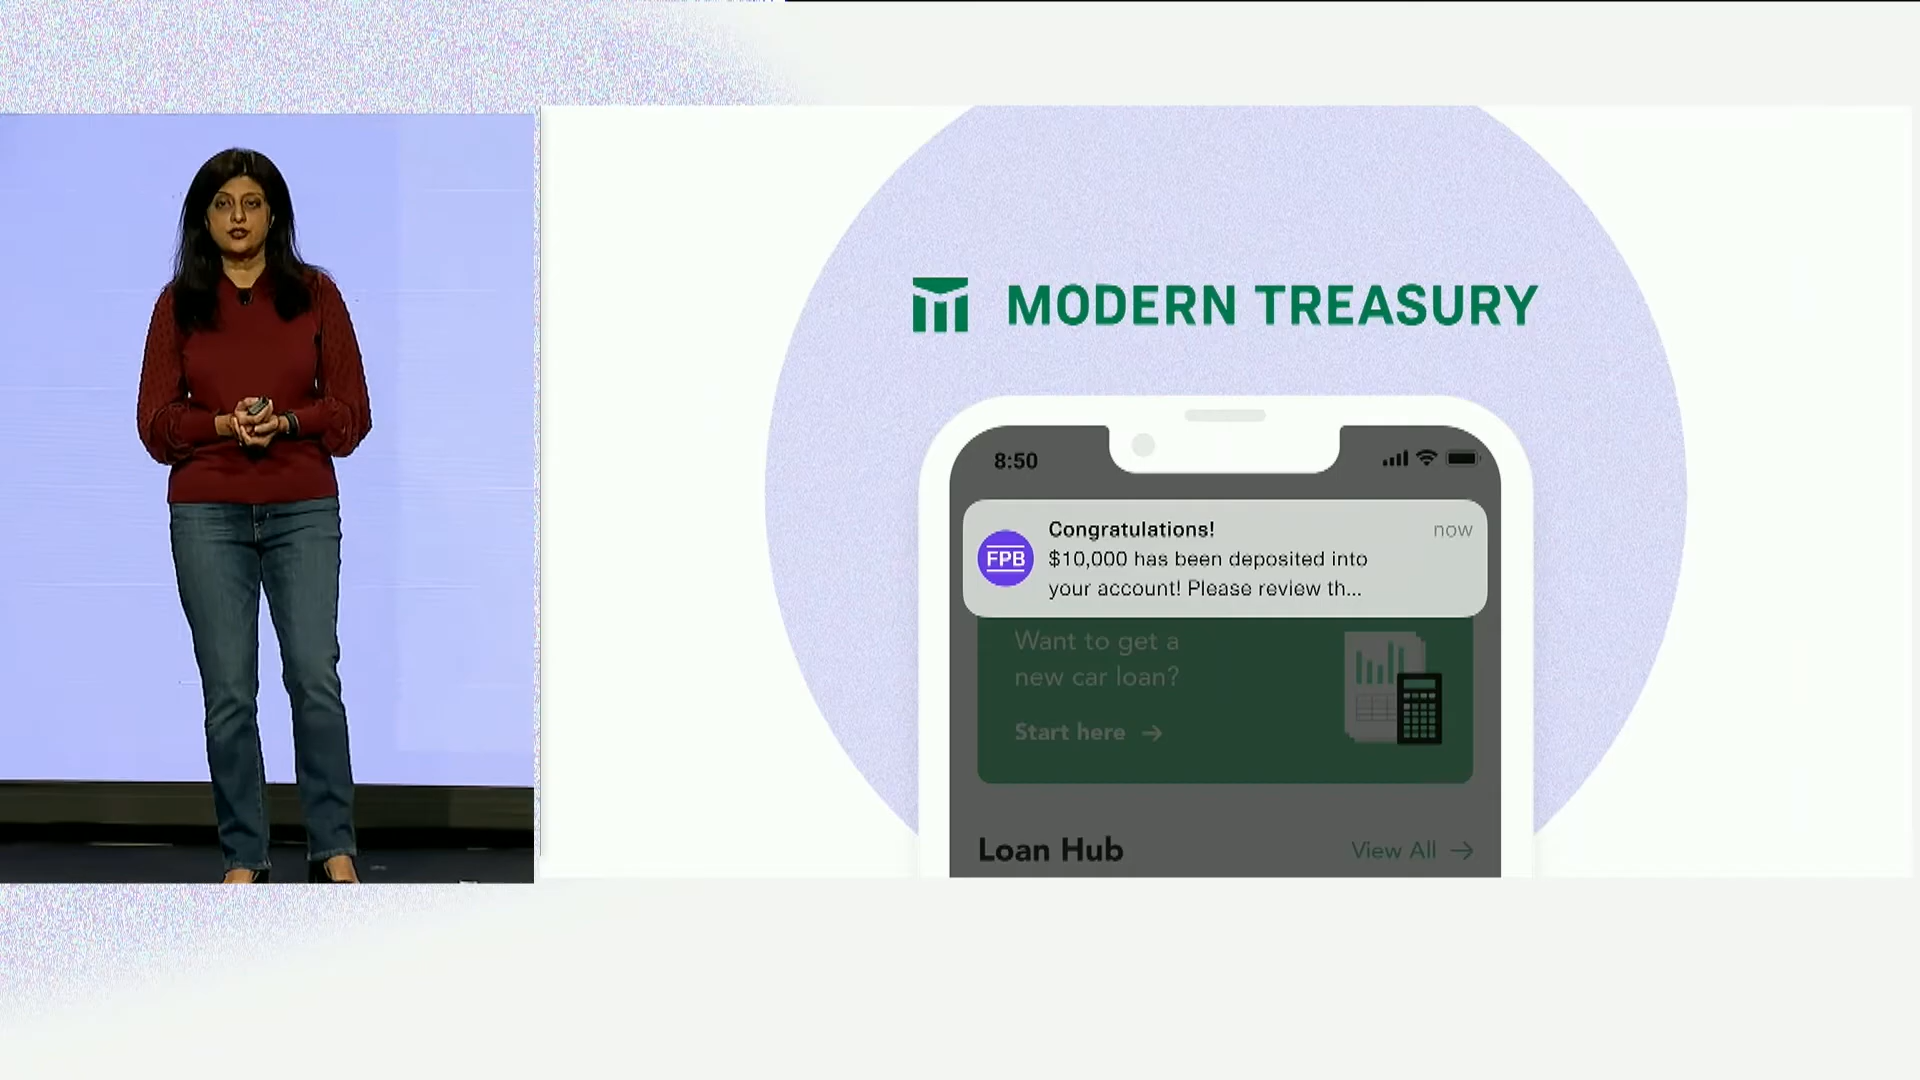 MODERN TREASURY
8:50
Congratulations!
now
FPB
$10,000 has been deposited into
your account! Please review th...
Want to get a
new car loan?
Start here →
Loan Hub
View All →